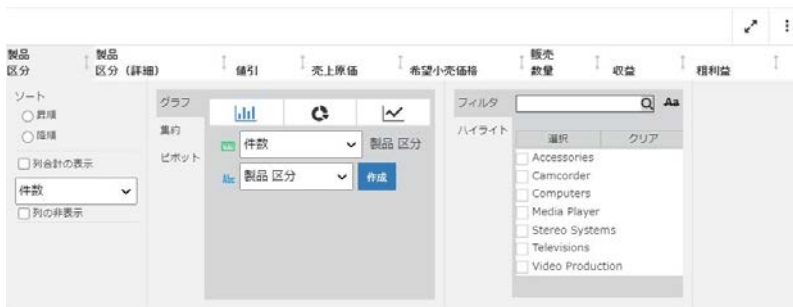 製品
区分
製品
区分 (詳細)
値引
売上原価
希望小売価格
販売
数量
収益
粗利益
ソート
昇順
降順
列合計の表示
件数
列の非表示
グラフ
集約
ピボット
件数
製品 区分
Abc
製品 区分
作成
フィルタ
ハイライト
Aa
選択
クリア
Accessories
Camcorder
Computers
Media Player
Stereo Systems
Televisions
Video Production